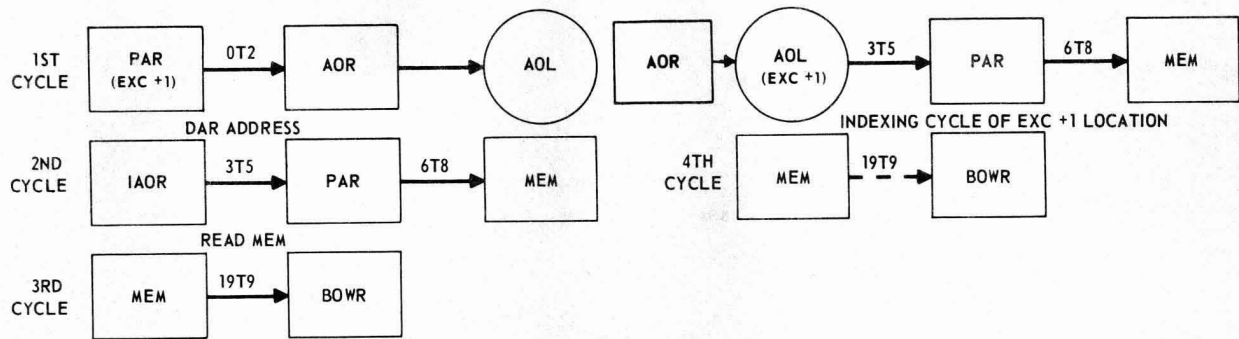 1ST
CYCLE
PAR
(EXC +1)
0T2
AOR
AOL
AOR
AOL
(EXC +1)
3T5
PAR
6T8
MEM
DAR ADDRESS
INDEXING CYCLE OF EXC +1 LOCATION
2ND
CYCLE
IAOR
3T5
PAR
6T8
MEM
4TH
CYCLE
MEM
19T9
BOWR
READ MEM
3RD
CYCLE
MEM
19T9
BOWR